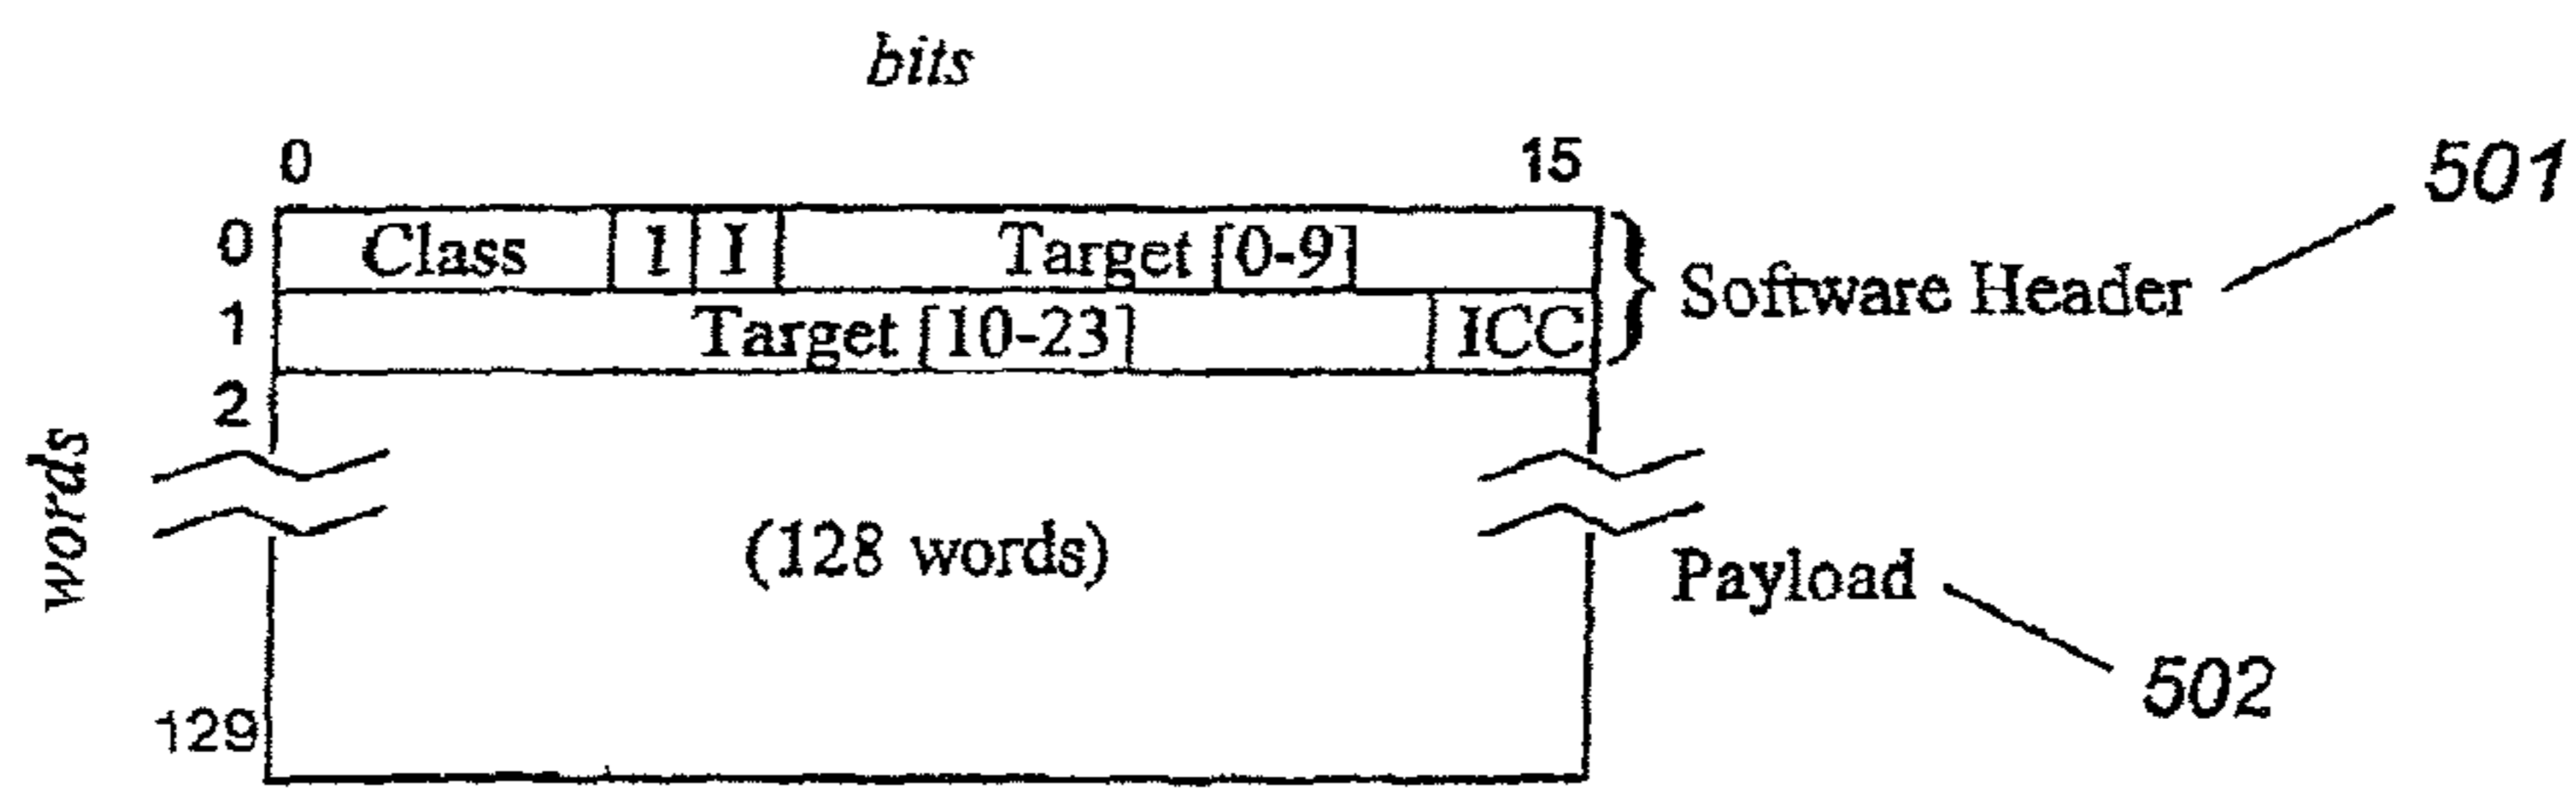 bits
0 15 501
0 Class 1 I Target [0-9]
Software Header
1 Target [10-23] ICC
2
words
(128 words)
Payload
502
129